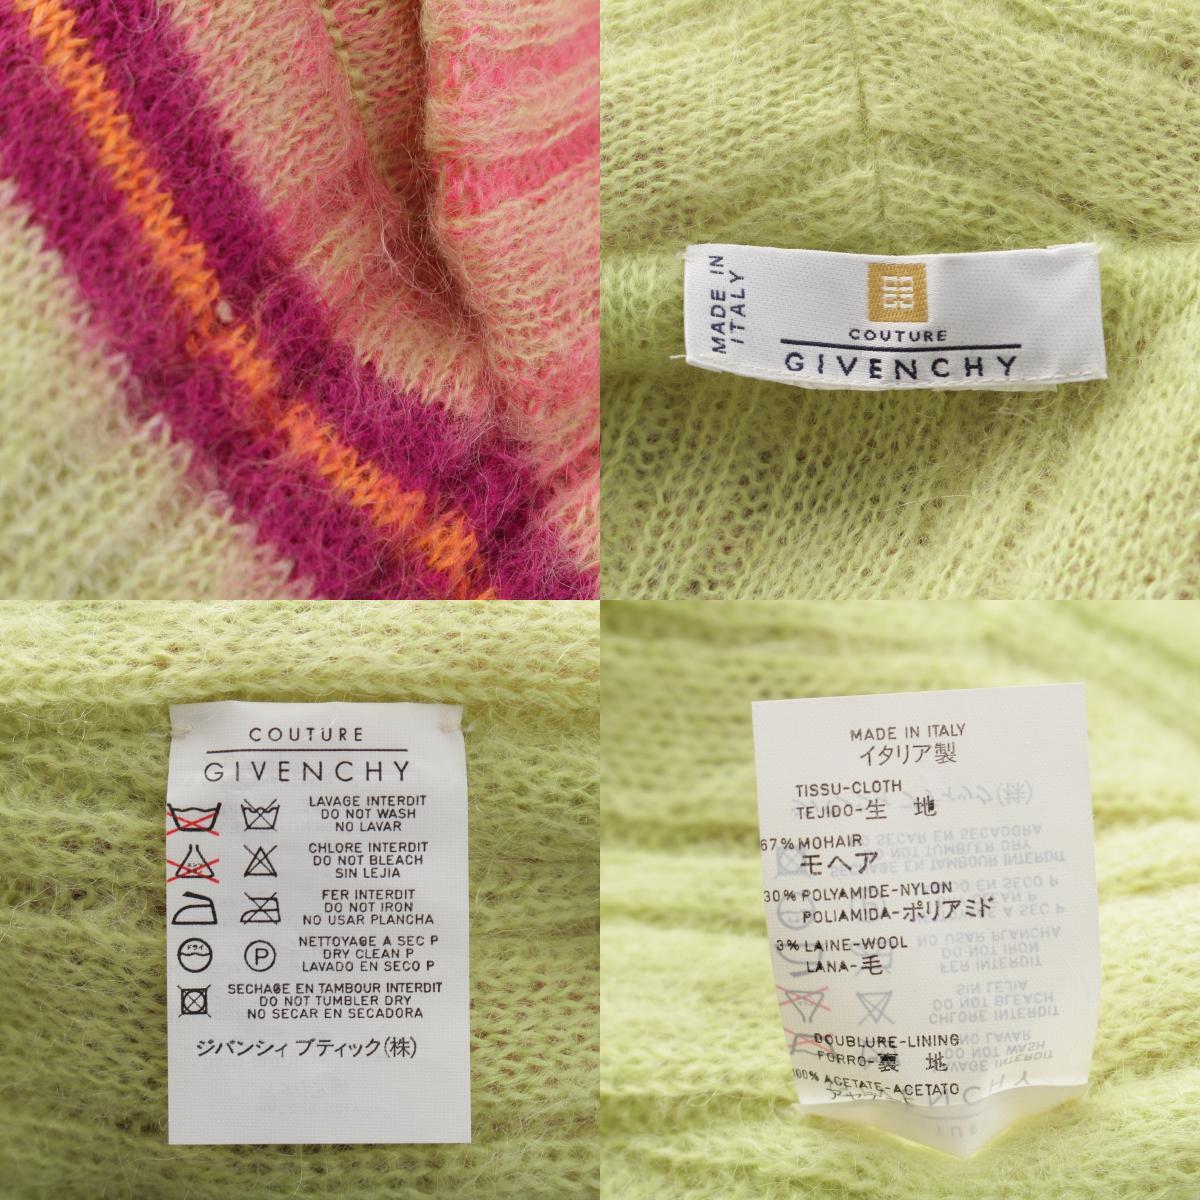 MADE IN
ITALY
COUTURE
GIVENCHY
COUTURE
GIVENCHY
LAVAGE INTERDIT
DO NOT WASH
NO LAVAR
CHLORE INTERDIT
DO NOT BLEACH
SIN LEJIA
FER INTERDIT
DO NOT IRON
NO USAR PLANCHA
ドライ
P
NETTOYAGE A SEC P
DRY CLEAN P
LAVADO EN SECO P
SECHAGE EN TAMBOUR INTERDIT
DO NOT TUMBLER DRY
NO SECAR EN SECADORA
ジバンシィ ブティック(株)
MADE IN ITALY
イタリア製
TISSU-CLOTH
TEJIDO-生 地
67% MOHAIR
モヘア
30% POLYAMIDE-NYLON
POLIAMIDA-ポリアミド
3% LAINE-WOOL
LANA-毛
DOUBLURE-LINING
FORRO-裏 地
100% ACETATE-ACETATO